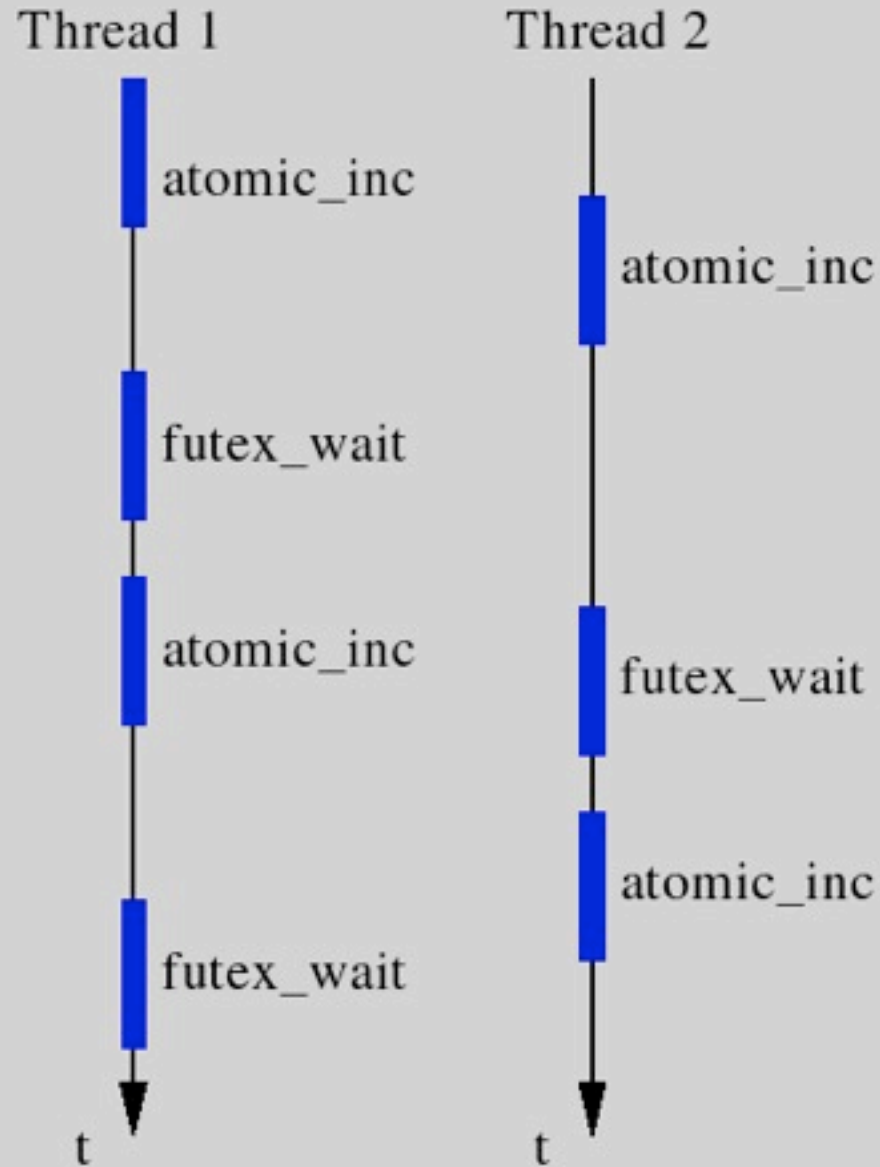 Thread 1
Thread 2
atomic_inc
atomic_inc
futex_wait
atomic_inc
futex_wait
atomic_inc
futex_wait
t
t